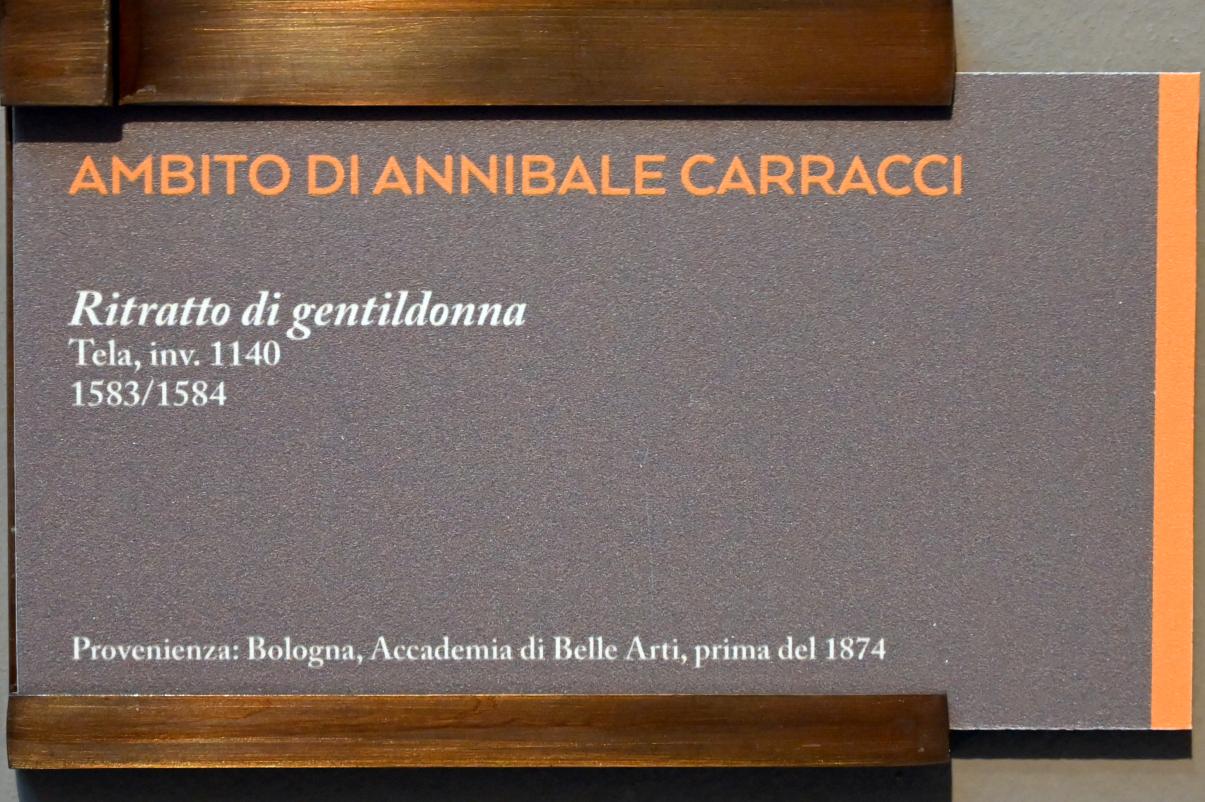 AMBITO DI ANNIBALE CARRACCI
Ritratto di gentildonna
Tela, inv. 1140
1583/1584
Provenienza: Bologna, Accademia di Belle Arti, prima del 1874